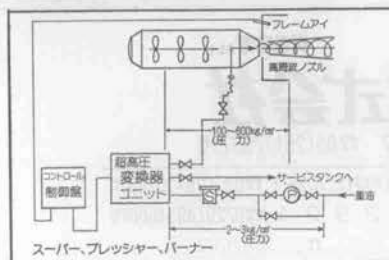 フレームアイ
高周波ノズル
100~600kg/c㎡
(圧 力)
超高圧
変換器
ユニット
コントロール
制御盤
サービスタンクへ
P
重油
2~3kg/c㎡
(圧力)
スーパー、プレッシャー、バーナー